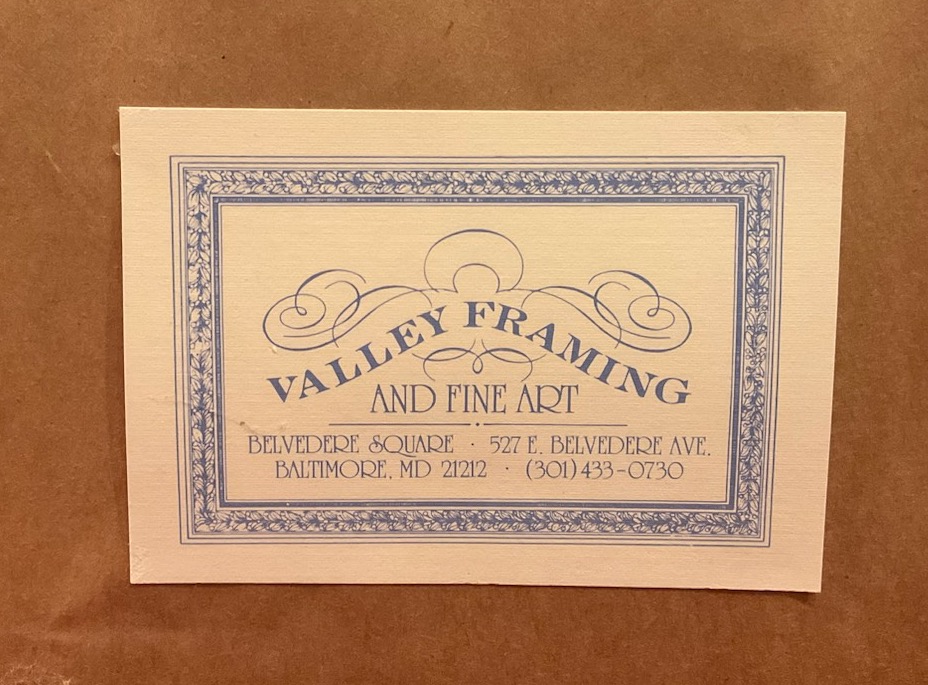 VALLEY FRAMING
AND FINE ART
BELVEDERE SQUARE · 527 E. BELVEDERE AVE.
BALTIMORE, MD 21212 · (301) 433-0730